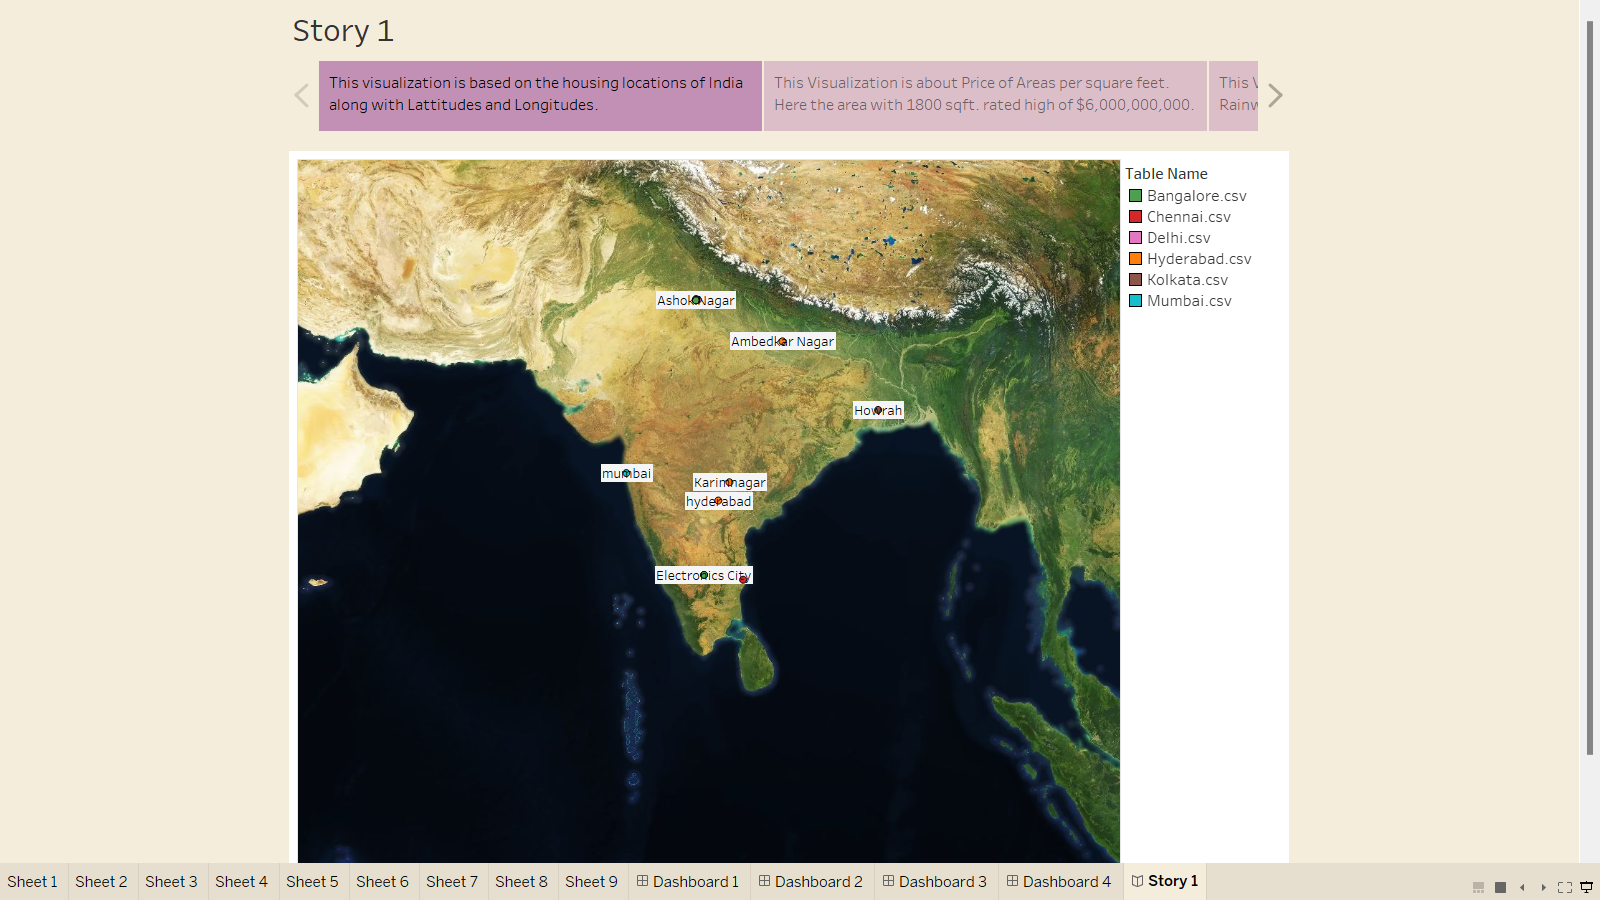 Story 1
This visualization is based on the housing locations of India
along with Lattitudes and Longitudes.
This Visualization is about Price of Areas per square feet.
Here the area with 1800 sqft. rated high of $6,000,000,000.
This
Table Name
Bangalore.csv
Chennai.csv
Delhi.csv
Hyderabad.csv
Kolkata.csv
Mumbai.csv
Ashok Nagar
Ambedkar Nagar
Howrah
mumbai
Karimnagar
hyderabad
Electronics City
Sheet 1
Sheet 2
Sheet 3
Sheet 4
Sheet 5
Sheet 6
Sheet 7
Sheet 8
Sheet 9
Dashboard 1
Dashboard 2
Dashboard 3
Dashboard 4
Story 1